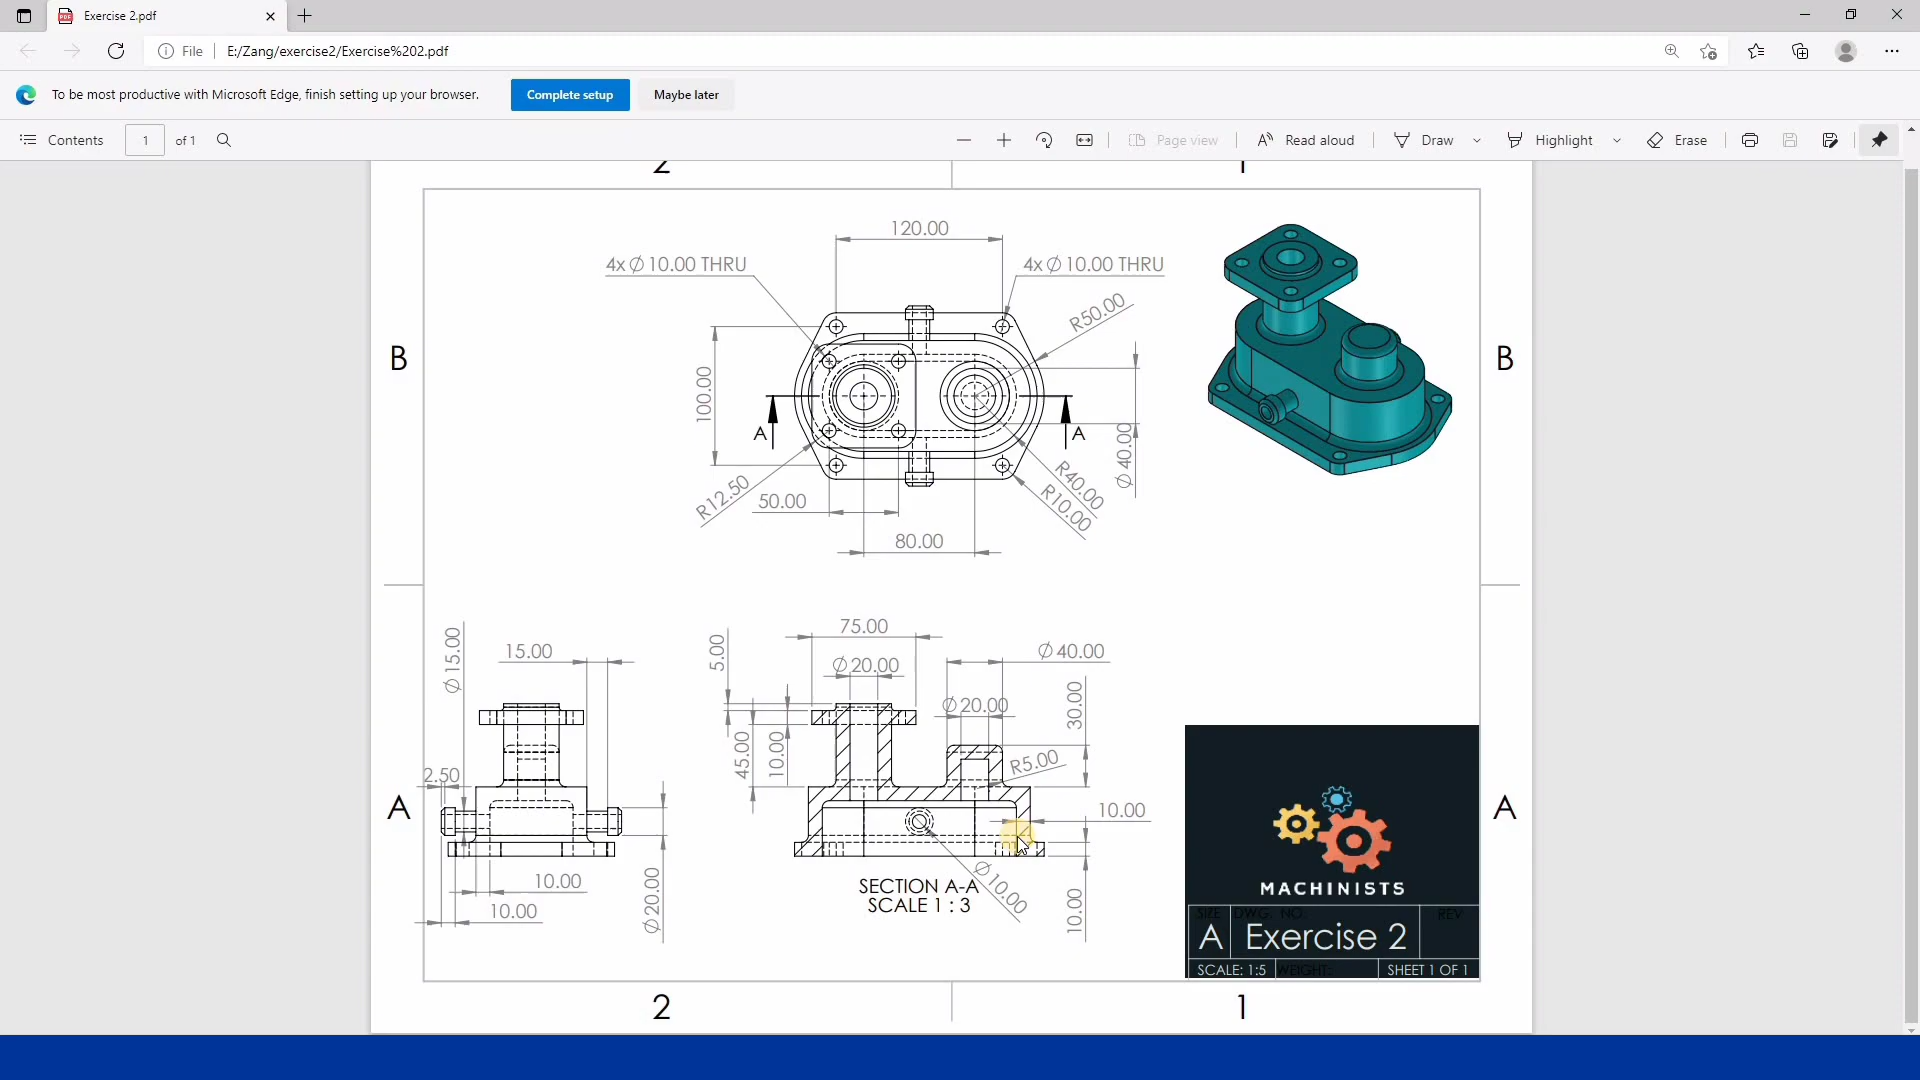 Exercise 2.pdf
File
E:/Zang/exercise2/Exercise%202.pdf
To be most productive with Microsoft Edge, finish setting up your browser.
Complete setup
Maybe later
Contents
1
of 1
Page view
Read aloud
Draw
Highlight
Erase
2
1
120.00
4x Ø 10.00 THRU
4x Ø 10.00 THRU
R50.00
B
B
100.00
A
A
Ø 40.00
R12.50
50.00
R40.00
R10.00
80.00
75.00
Ø 15.00
15.00
5.00
Ø 20.00
Ø 40.00
Ø 20.00
30.00
45.00
10.00
R5.00
2.50
A
A
10.00
10.00
10.00
Ø 20.00
SECTION A-A
SCALE 1 : 3
Ø 10.00
10.00
MACHINISTS
SIZE
DWG. NO.
REV
A
Exercise 2
SCALE: 1:5
WEIGHT:
SHEET 1 OF 1
2
1